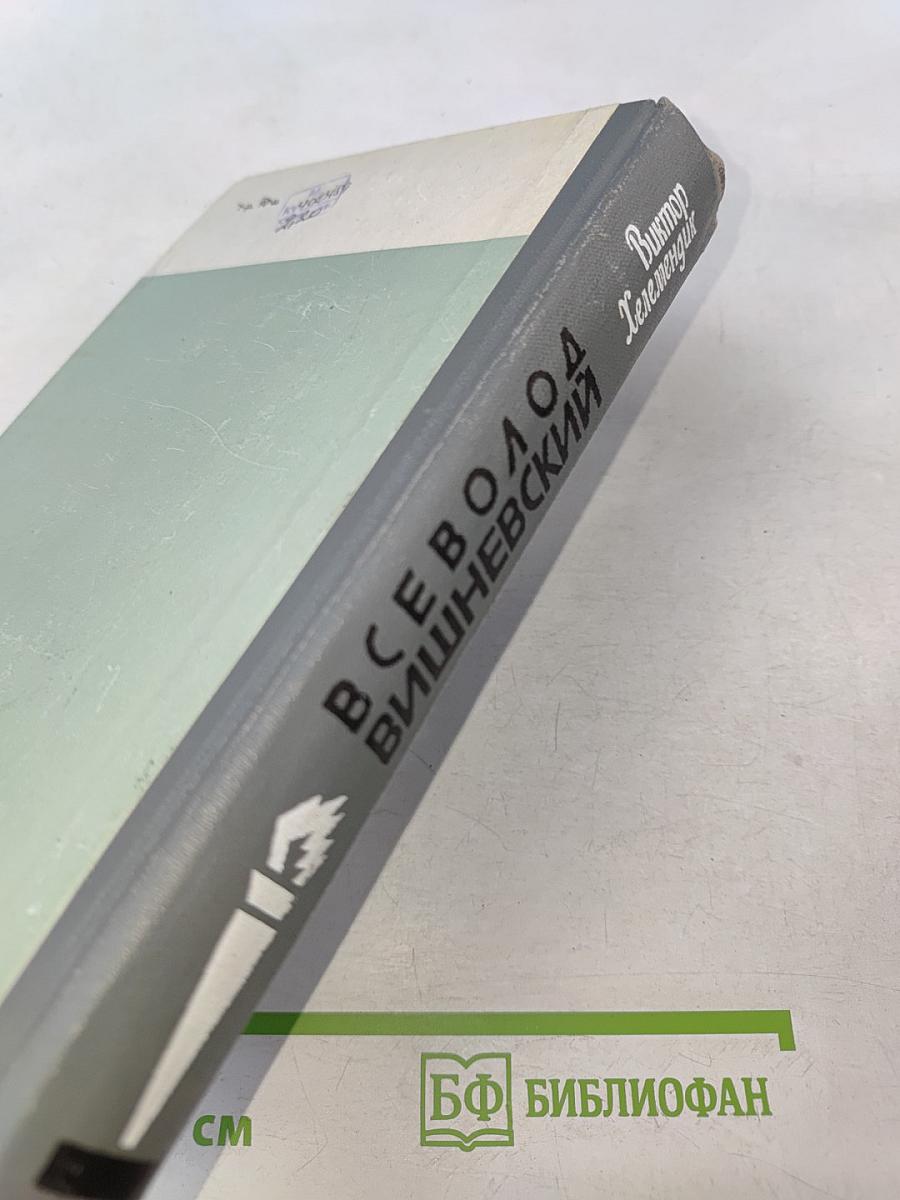 Виктор
Хелемендик
ВСЕВОЛОД
ВИШНЕВСКИЙ
см
БФ БИБЛИОФАН